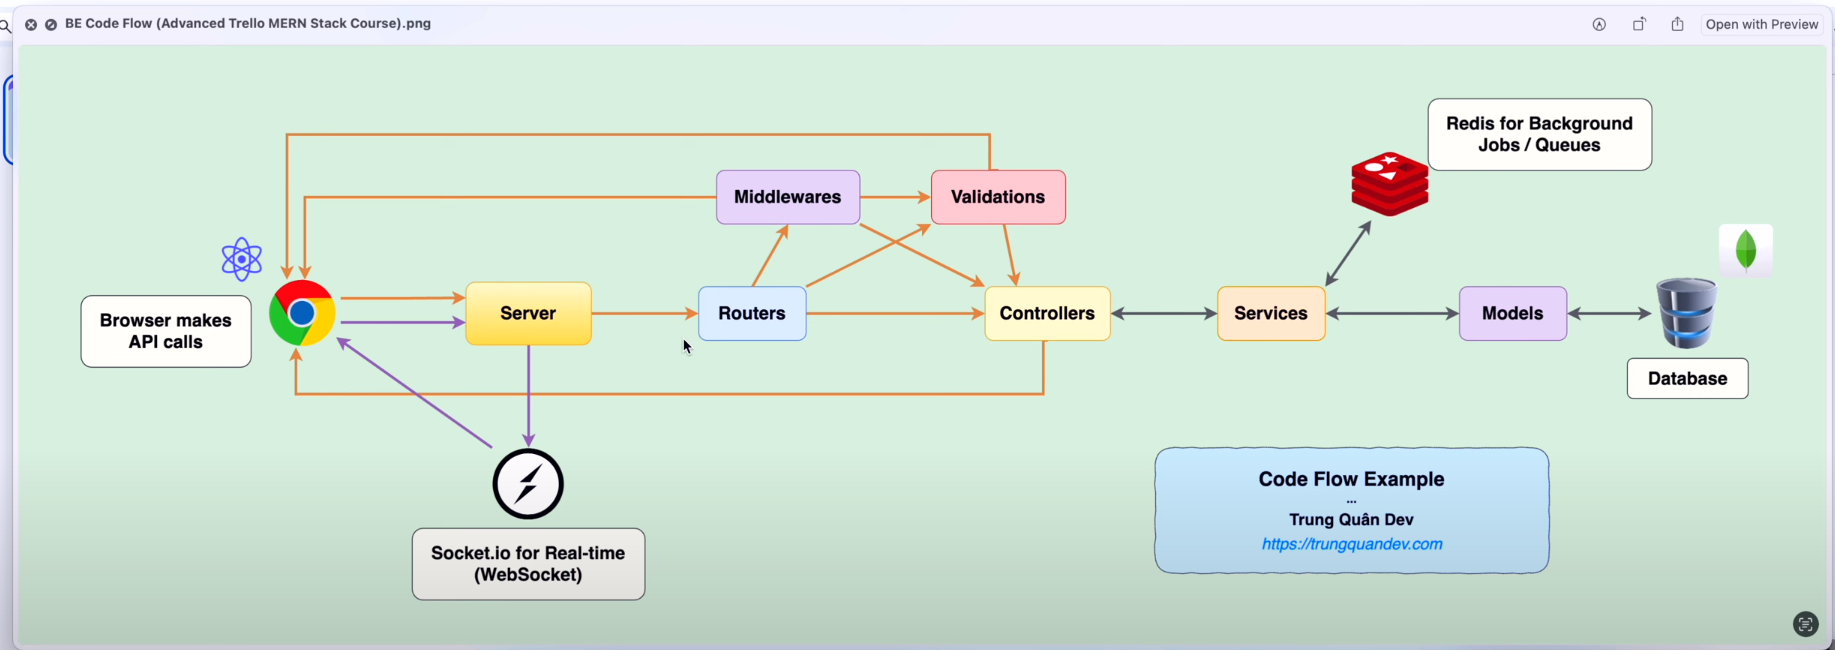 BE Code Flow (Advanced Trello MERN Stack Course).png
Open with Preview
Redis for Background
Jobs / Queues
Middlewares
Validations
Browser makes
API calls
Server
Routers
Controllers
Services
Models
Database
Socket.io for Real-time
(WebSocket)
Code Flow Example
...
Trung Quân Dev
https://trungquandev.com